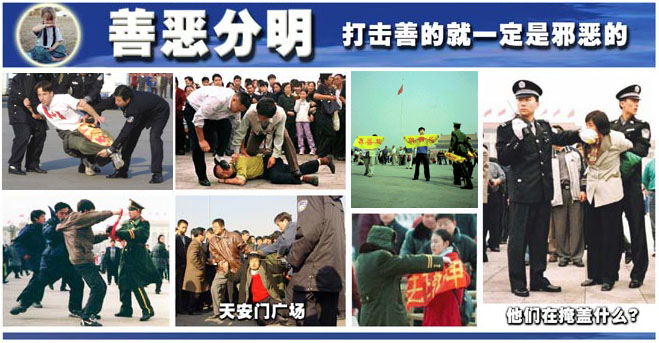 善恶分明
打击善的就一定是邪恶的
天安门广场
他们在掩盖什么?